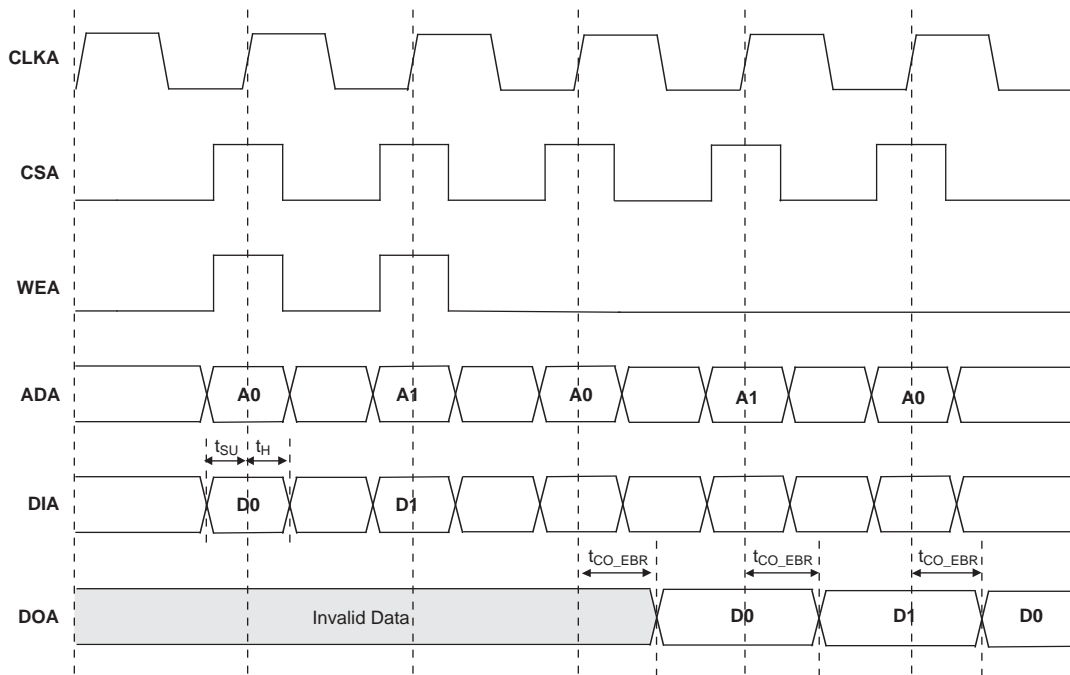 CLKA
CSA
WEA
ADA
A0
A1
A0
A1
A0
tSU
tH
DIA
D0
D1
tCO_EBR
tCO_EBR
tCO_EBR
DOA
Invalid Data
D0
D1
D0